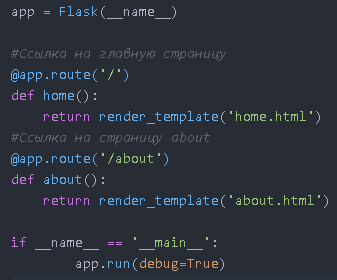 app = Flask(__name__)
#Ссылка на главную страницу
@app.route('/')
def home():
    return render_template('home.html')
#Ссылка на страницу about
@app.route('/about')
def about():
    return render_template('about.html')
if __name__ == '__main__':
        app.run(debug=True)